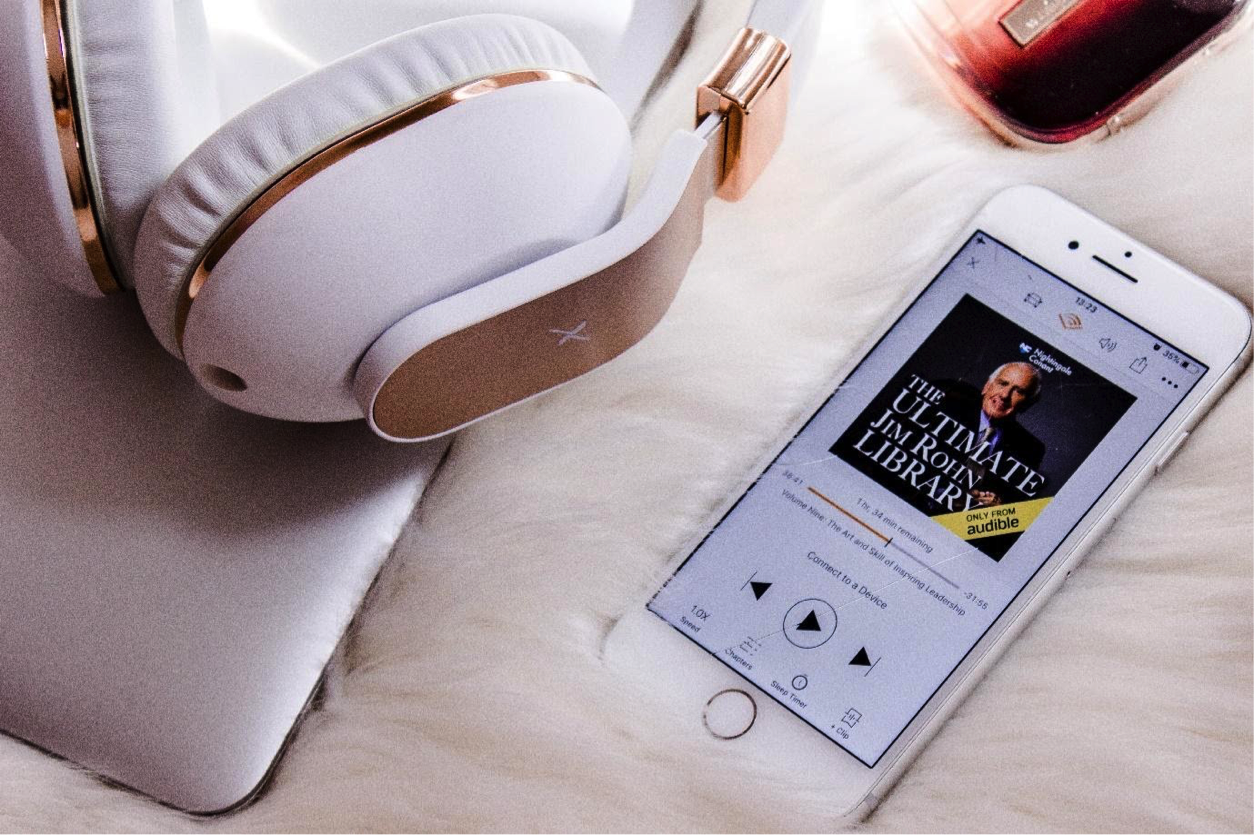 13:23
35%
Nightingale
Conant
THE
ULTIMATE
JIM ROHN
LIBRARY
ONLY FROM
audible
36:41
1 hr, 34 min remaining
-31:55
Volume Nine: The Art and Skill of Inspiring Leadership
Connect to a Device
1.0X
Speed
Chapters
Sleep Timer
+ Clip